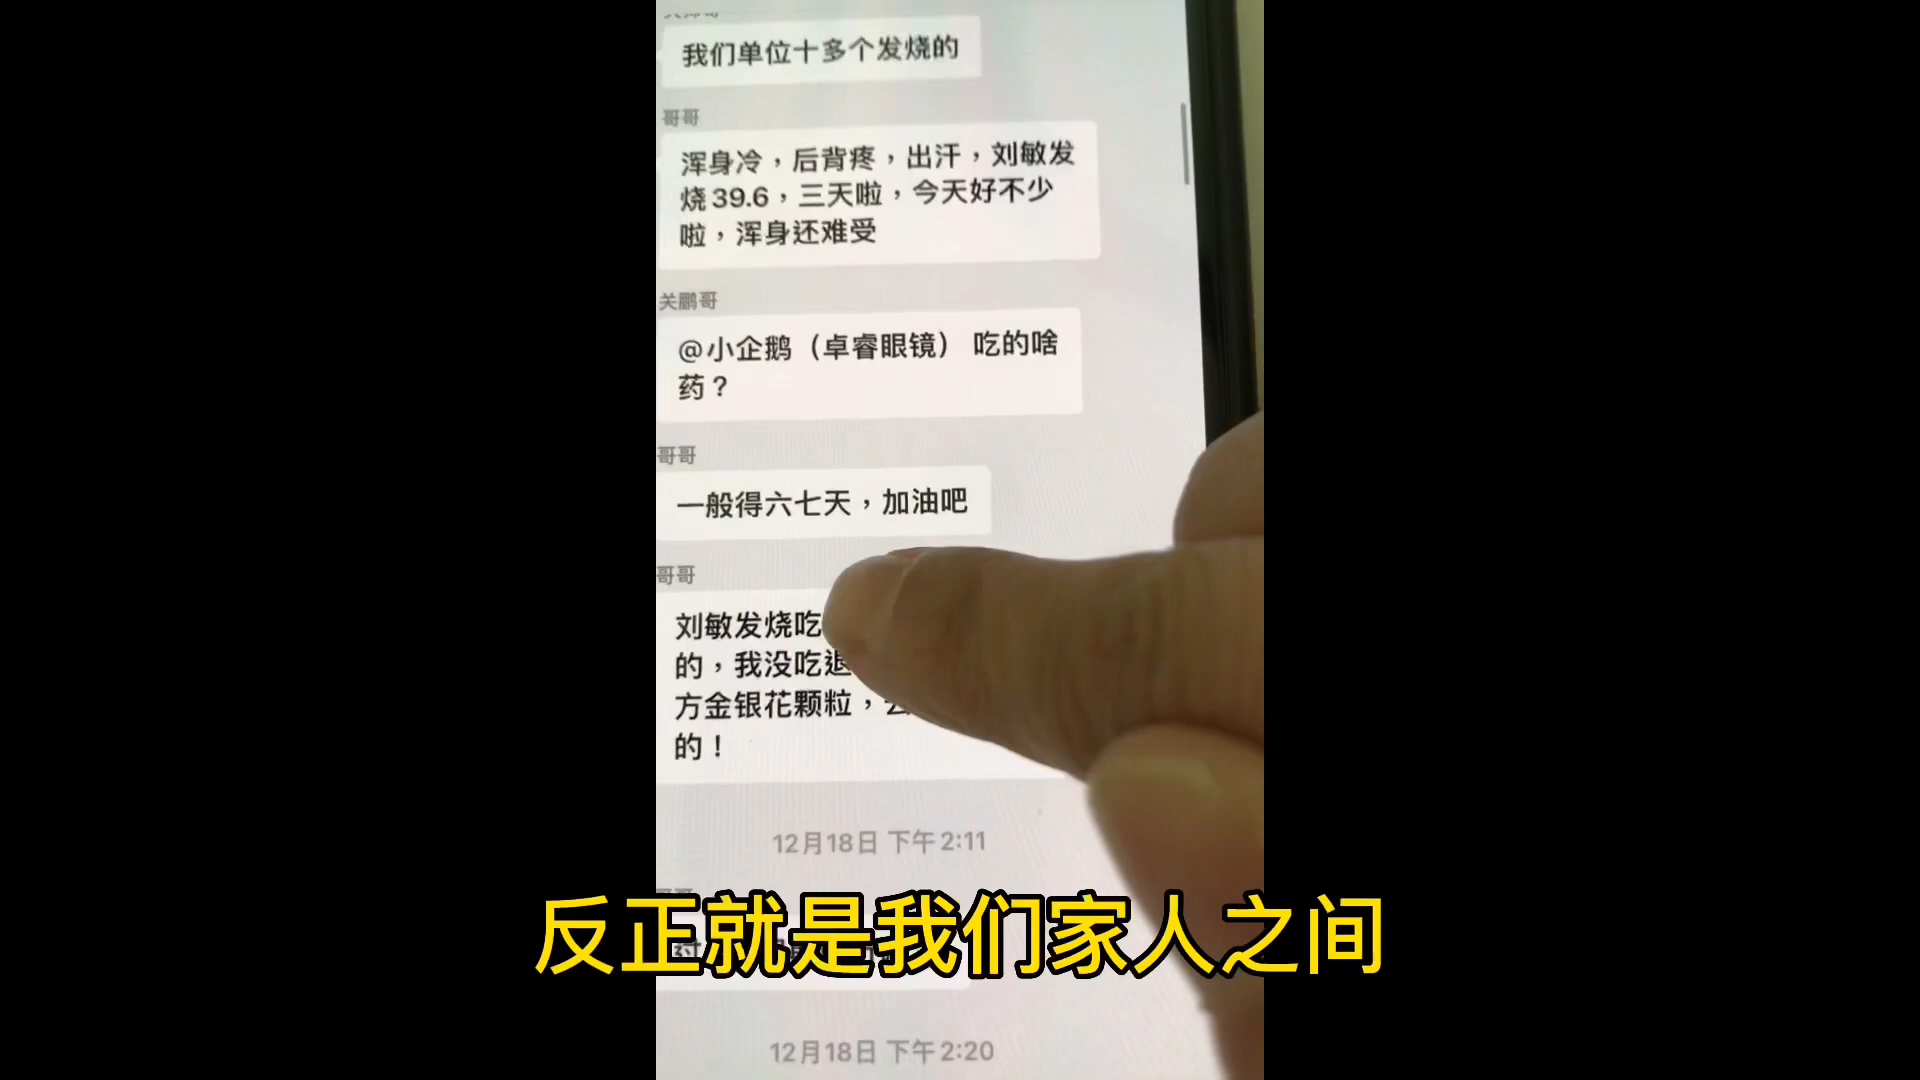 我们单位十多个发烧的
哥哥
浑身冷，后背疼，出汗，刘敏发
烧39.6，三天啦，今天好不少
啦，浑身还难受
关鹏哥
@小企鹅（卓睿眼镜） 吃的啥
药？
哥哥
一般得六七天，加油吧
哥哥
刘敏发烧吃
的，我没吃退
方金银花颗粒，
的！
12月18日 下午2:11
反正就是我们家人之间
12月18日 下午2:20